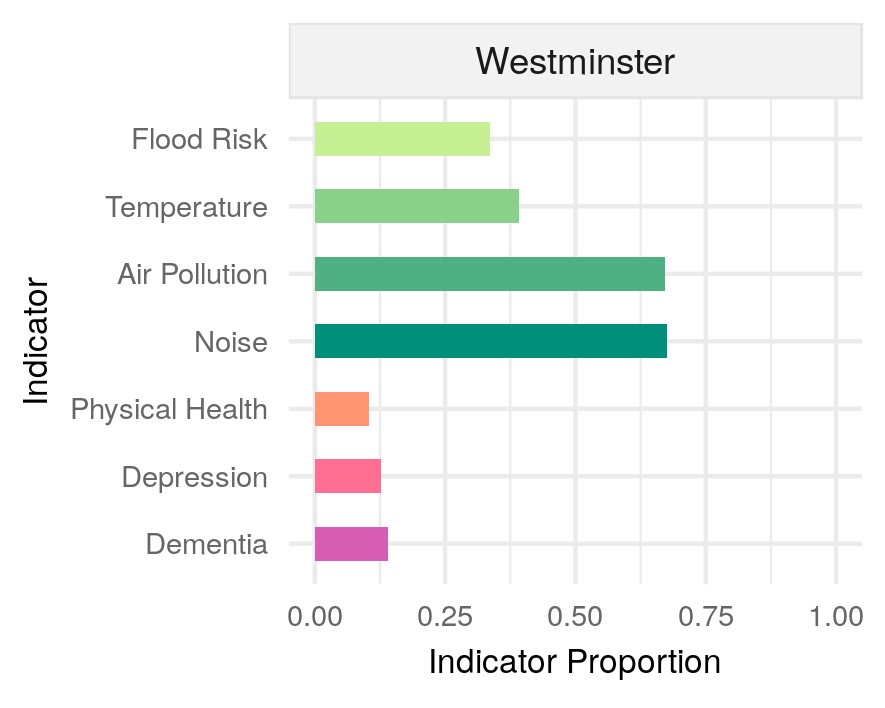 Westminster
Flood Risk
Temperature
Air Pollution
Noise
Physical Health
Depression
Dementia
Indicator
0.00 0.25 0.50 0.75 1.00
Indicator Proportion